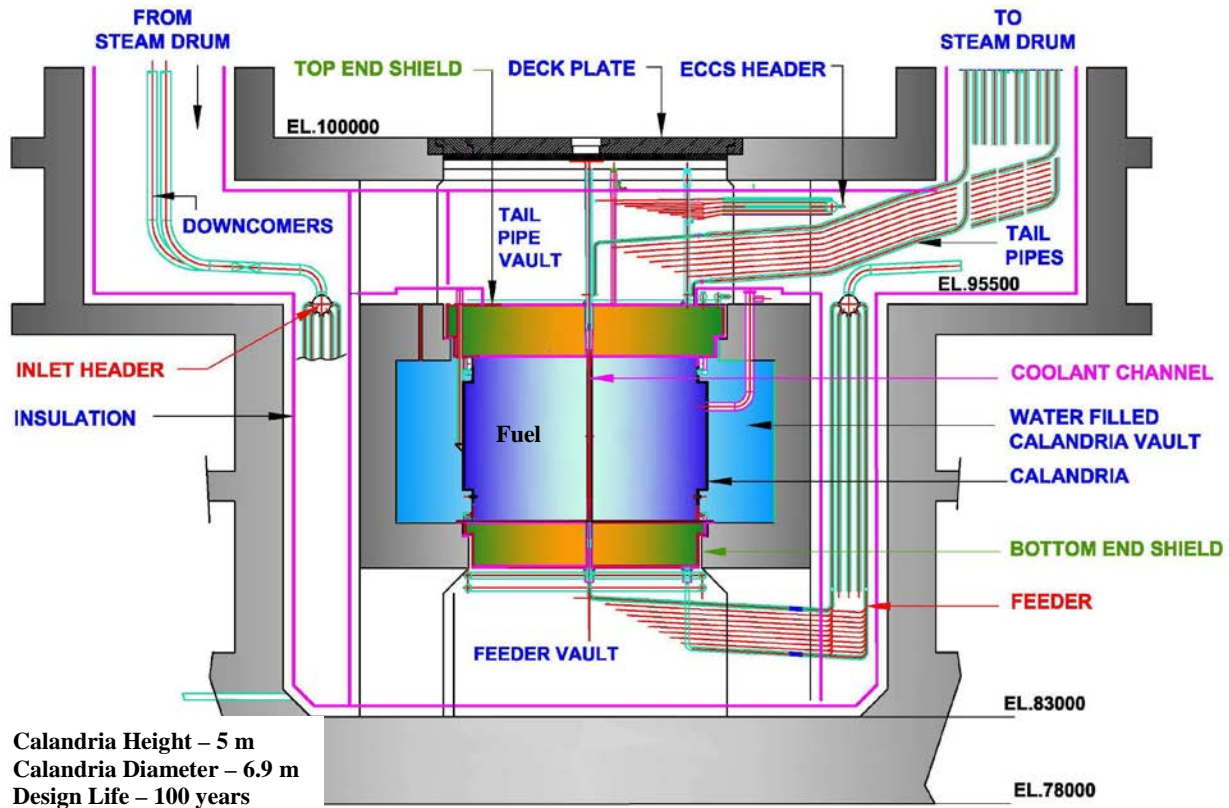 FROM
STEAM DRUM
TO
STEAM DRUM
TOP END SHIELD
DECK PLATE
ECCS HEADER
EL.100000
DOWNCOMERS
TAIL
PIPE
VAULT
TAIL
PIPES
EL.95500
INLET HEADER
COOLANT CHANNEL
INSULATION
Fuel
WATER FILLED
CALANDRIA VAULT
CALANDRIA
BOTTOM END SHIELD
FEEDER
FEEDER VAULT
EL.83000
Calandria Height – 5 m
Calandria Diameter – 6.9 m
Design Life – 100 years
EL.78000